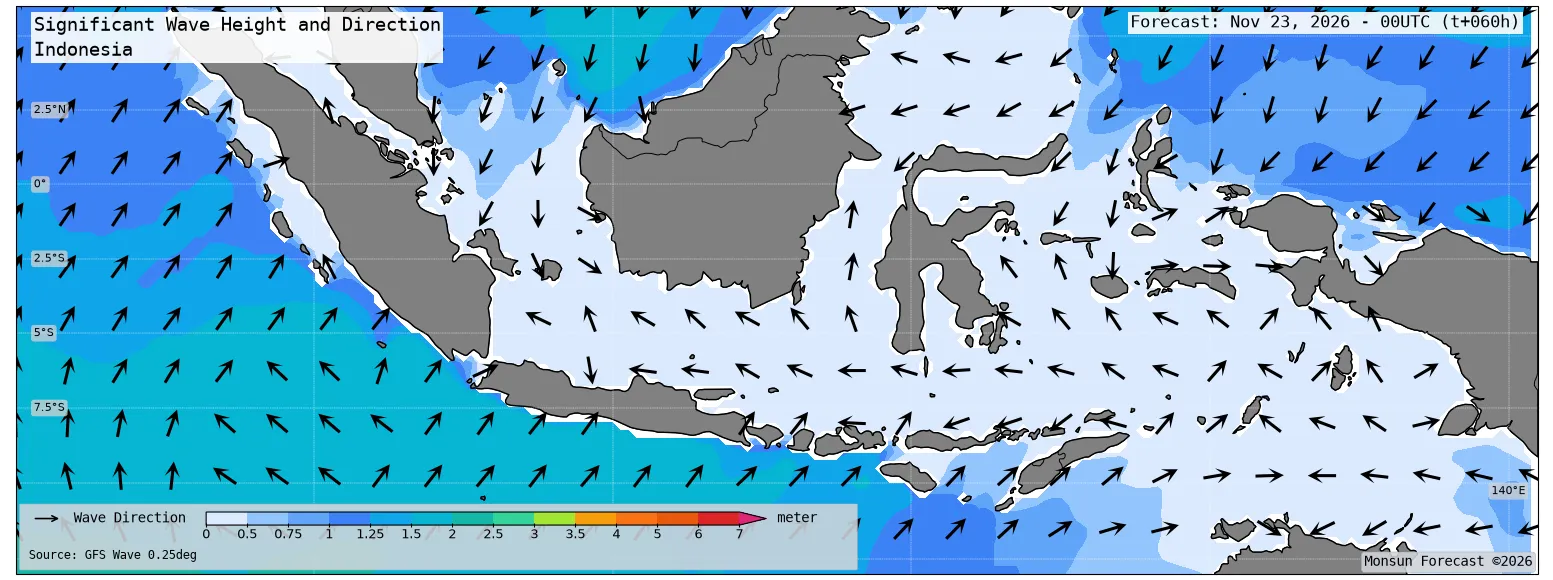 Significant Wave Height and Direction
Indonesia
Forecast: Nov 23, 2026 - 00UTC (t+060h)
2.5°N
0°
2.5°S
5°S
7.5°S
140°E
Wave Direction
0 0.5 0.75 1 1.25 1.5 2 2.5 3 3.5 4 5 6 7
meter
Source: GFS Wave 0.25deg
Monsun Forecast ©2026